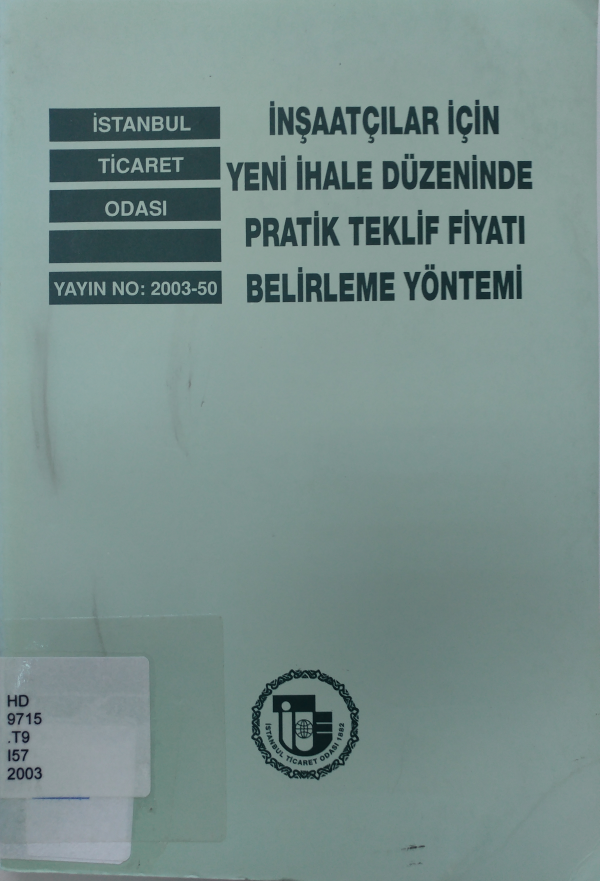 İSTANBUL
TİCARET
ODASI
YAYIN NO: 2003-50
İNŞAATÇILAR İÇİN
YENİ İHALE DÜZENİNDE
PRATİK TEKLİF FİYATI
BELİRLEME YÖNTEMİ
HD
9715
.T9
I57
2003
İSTANBUL TİCARET ODASI 1882